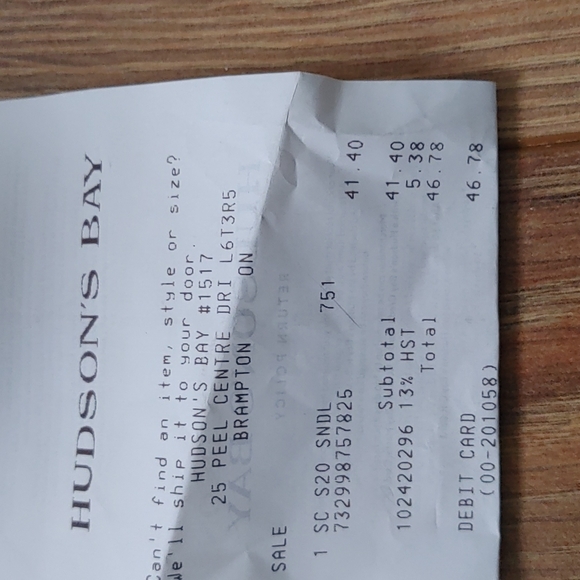 HUDSON'S BAY
Can't find an item, style or size?
We'll ship it to your door.
HUDSON'S BAY #1517
25 PEEL CENTRE DRI L6T3R5
BRAMPTON ON
SALE
1 SC S20 SNDL 751 41.40
732998757825
Subtotal 41.40
102420296 13% HST 5.38
Total 46.78
DEBIT CARD 46.78
(00-201058)